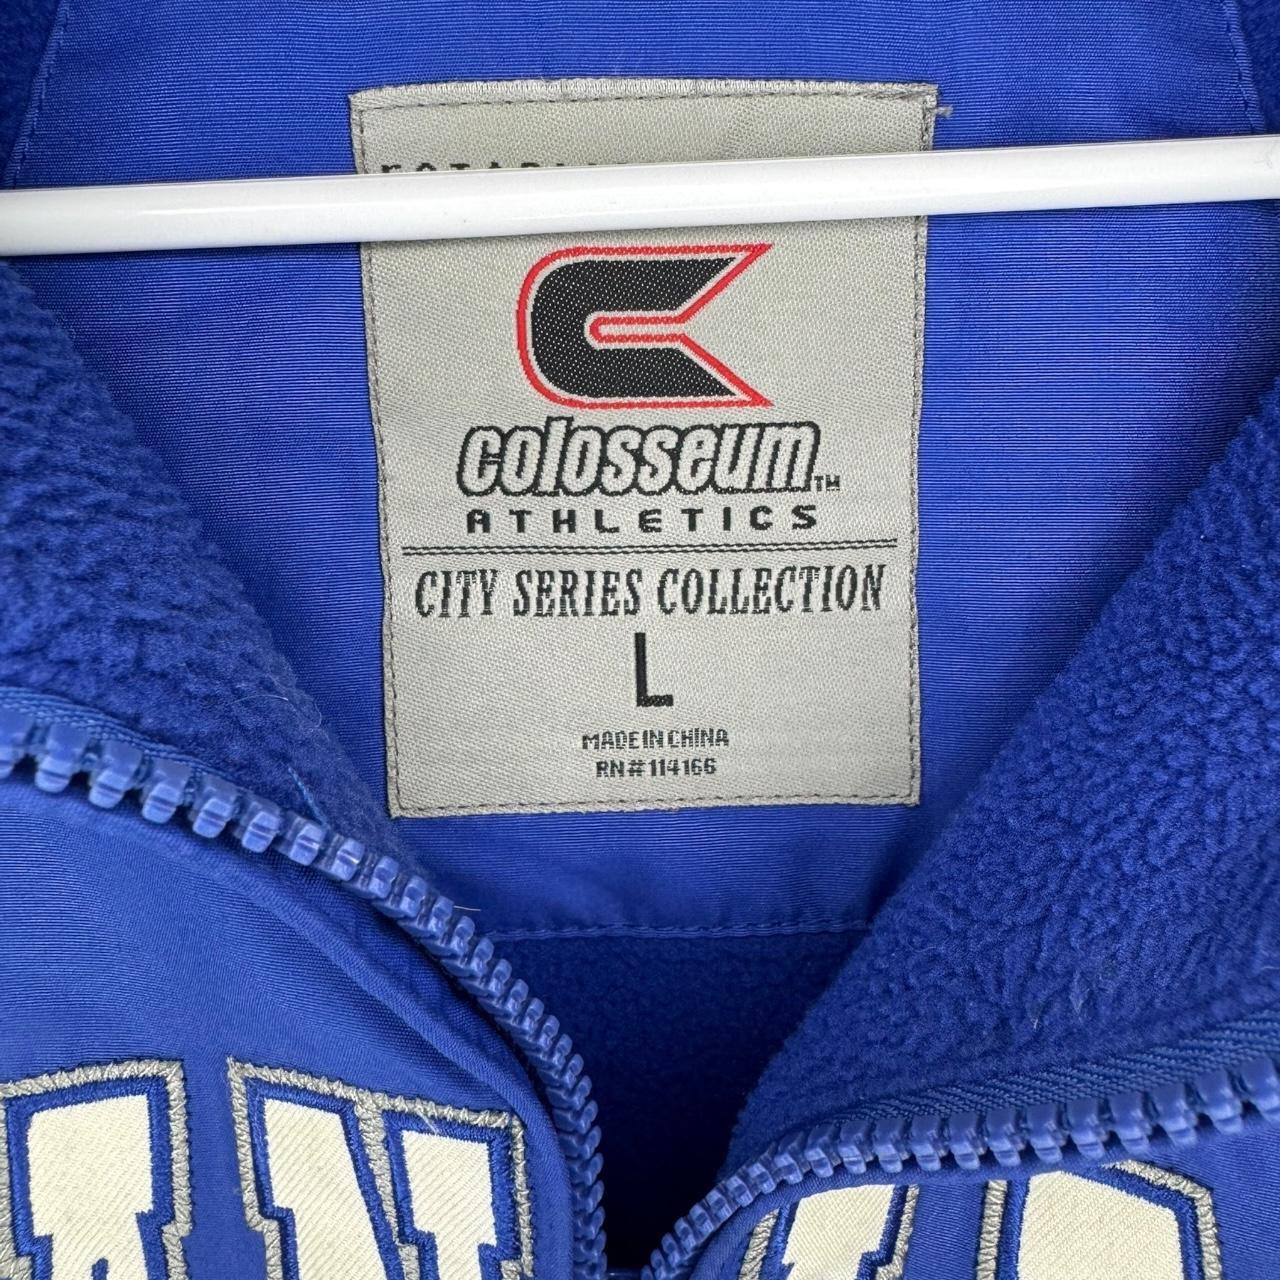 colosseum™
ATHLETICS
CITY SERIES COLLECTION
L
MADE IN CHINA
RN#114166